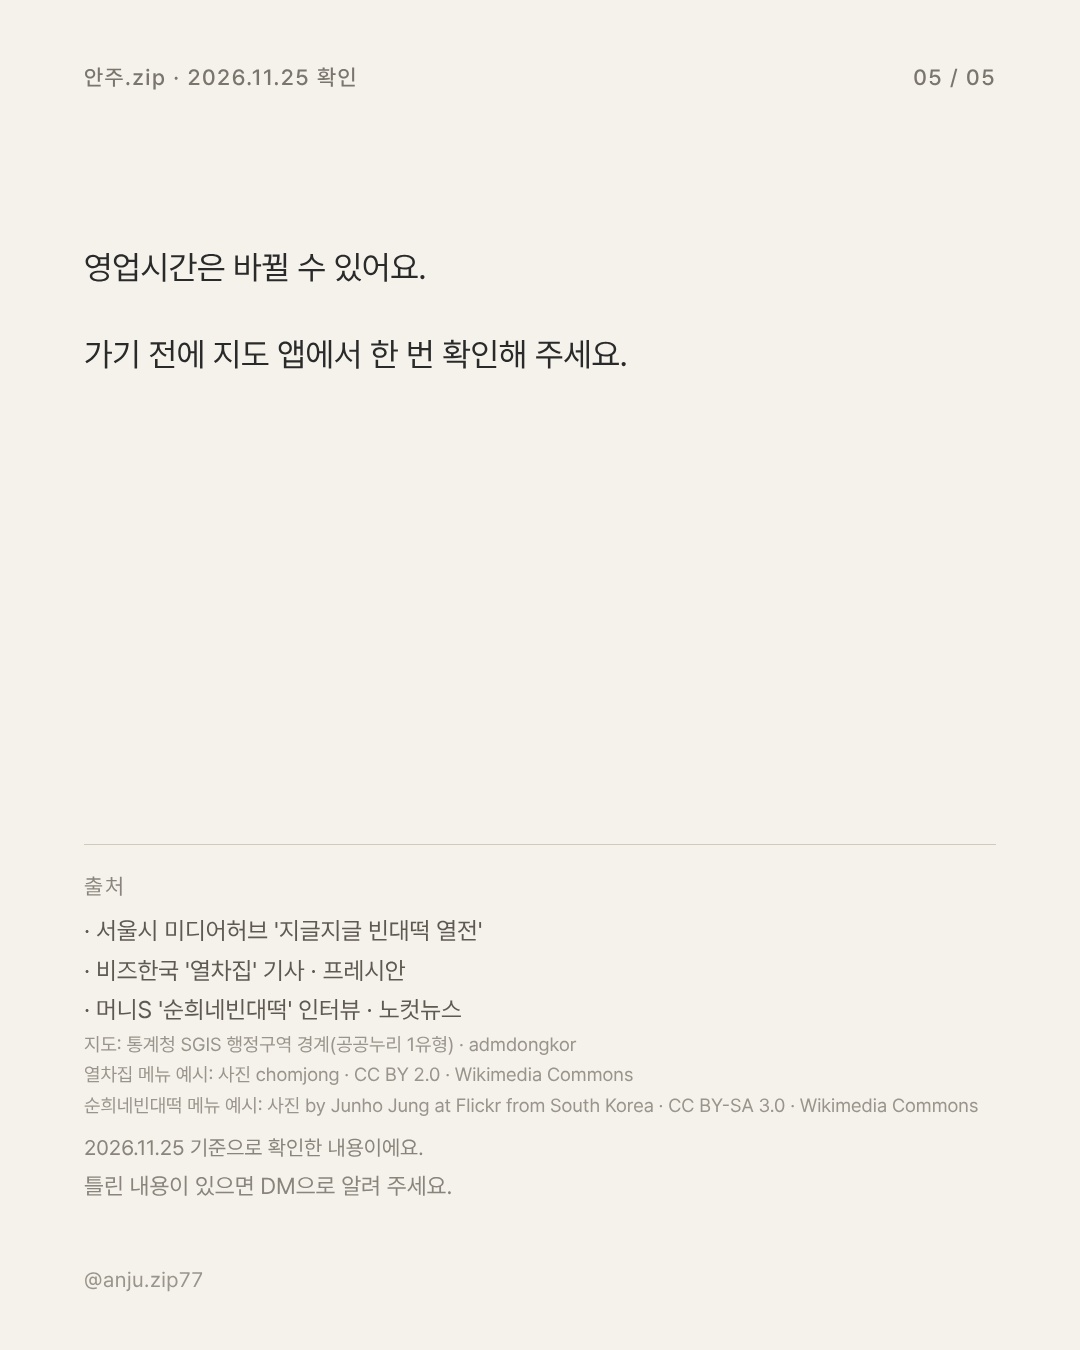 안주.zip · 2026.11.25 확인
05 / 05
영업시간은 바뀔 수 있어요.
가기 전에 지도 앱에서 한 번 확인해 주세요.
출처
· 서울시 미디어허브 '지글지글 빈대떡 열전'
· 비즈한국 '열차집' 기사 · 프레시안
· 머니S '순희네빈대떡' 인터뷰 · 노컷뉴스
지도: 통계청 SGIS 행정구역 경계(공공누리 1유형) · admdongkor
열차집 메뉴 예시: 사진 chomjong · CC BY 2.0 · Wikimedia Commons
순희네빈대떡 메뉴 예시: 사진 by Junho Jung at Flickr from South Korea · CC BY-SA 3.0 · Wikimedia Commons
2026.11.25 기준으로 확인한 내용이에요.
틀린 내용이 있으면 DM으로 알려 주세요.
@anju.zip77